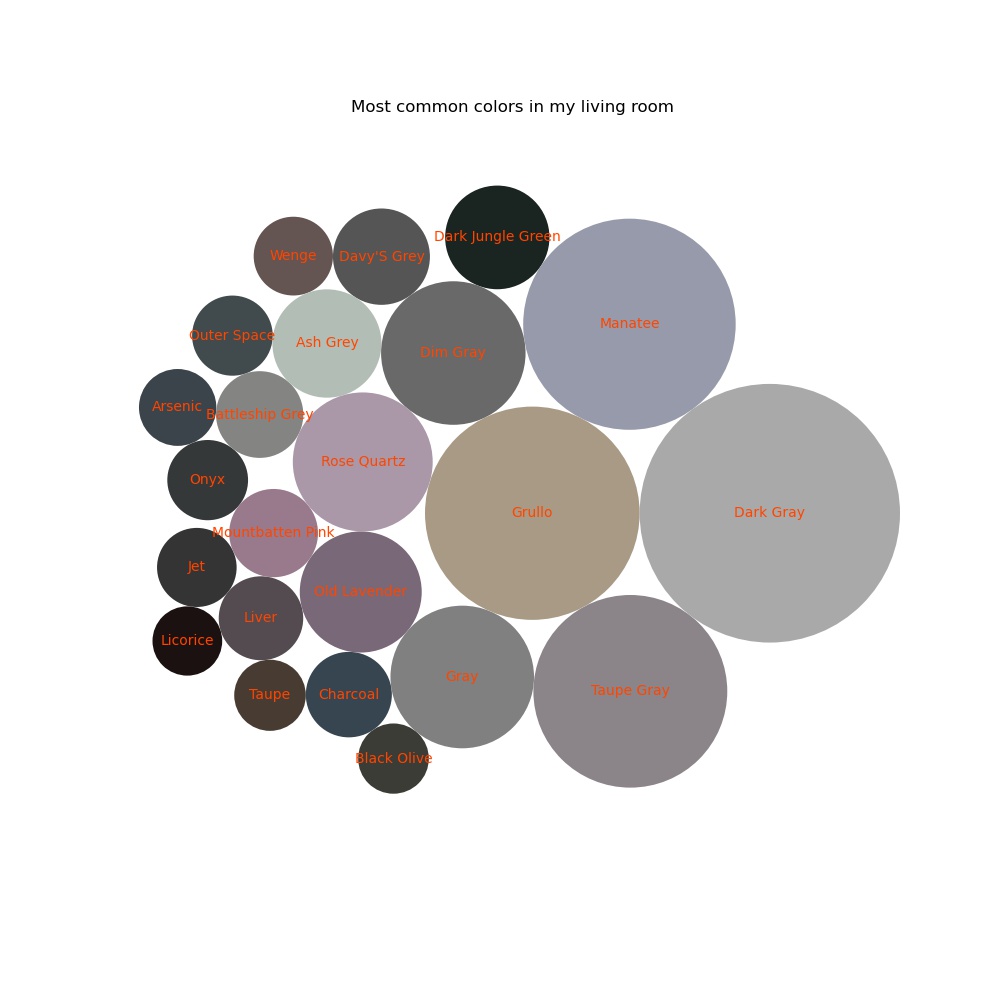 Most common colors in my living room
Dark Jungle Green
Wenge
Davy'S Grey
Manatee
Outer Space
Ash Grey
Dim Gray
Arsenic
Battleship Grey
Rose Quartz
Onyx
Grullo
Dark Gray
Mountbatten Pink
Jet
Old Lavender
Liver
Licorice
Gray
Taupe Gray
Taupe
Charcoal
Black Olive